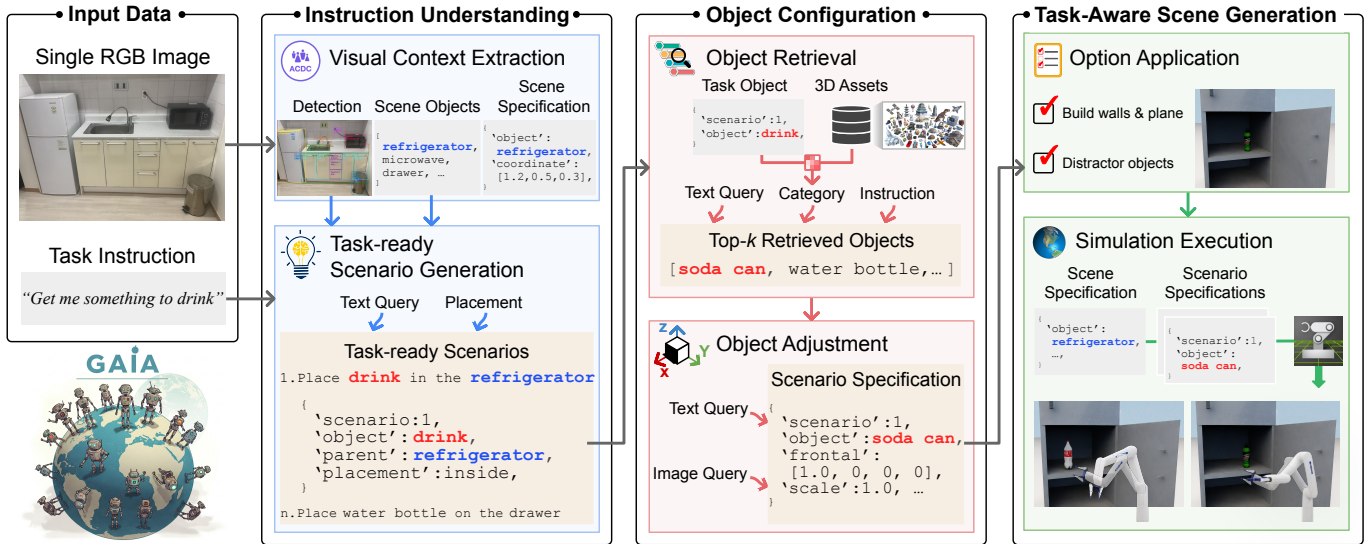 Input Data
Single RGB Image
Task Instruction
“Get me something to drink”
GAIA
Instruction Understanding
ACDC
Visual Context Extraction
Detection
Scene Objects
[
refrigerator,
microwave,
drawer, …
]
Scene
Specification
{
‘object’:
refrigerator,
‘coordinate’:
[1.2,0.5,0.3],
}
Task-ready
Scenario Generation
Text Query
Placement
Task-ready Scenarios
1.Place drink in the refrigerator
{
‘scenario:1,
‘object’: drink,
‘parent’: refrigerator,
‘placement’:inside,
}
n.Place water bottle on the drawer
Object Configuration
Object Retrieval
Task Object
{
‘scenario’:1,
‘object’:drink,
}
3D Assets
Text Query
Category
Instruction
Top-k Retrieved Objects
[soda can, water bottle,…]
Z
Y
X
Object Adjustment
Text Query
Image Query
Scenario Specification
{
‘scenario’:1,
‘object’:soda can,
‘frontal’:
[1.0, 0, 0, 0],
‘scale’:1.0, …
}
Task-Aware Scene Generation
Option Application
Build walls & plane
Distractor objects
Simulation Execution
Scene
Specification
{
‘object’:
refrigerator,
…,
}
Scenario
Specifications
{
‘scenario’:1,
‘object’:
soda can,
}